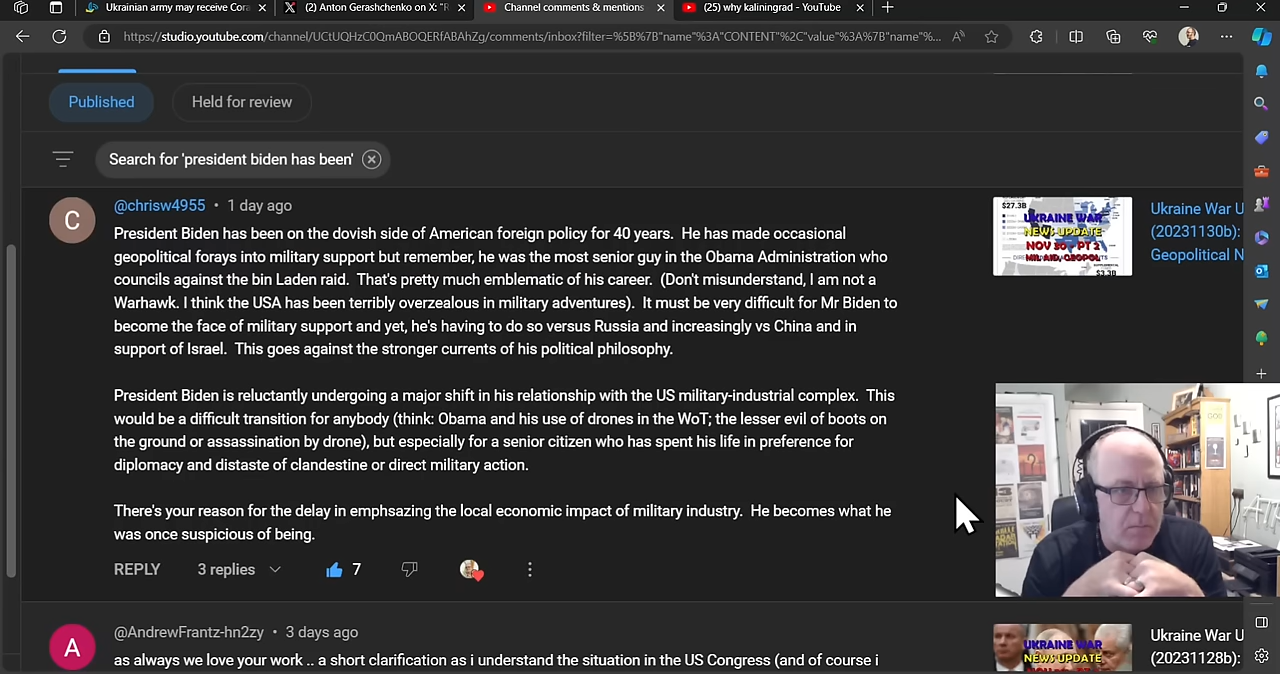 Ukrainian army may receive Cora
(2) Anton Gerashchenko on X: "R
Channel comments & mentions
(25) why kaliningrad - YouTube
https://studio.youtube.com/channel/UCtUQHzC0QmABOQERfABAhZg/comments/inbox?filter=%5B%7B"name"%3A"CONTENT"%2C"value"%3A%7B"name"%...
Published
Held for review
Search for 'president biden has been'
@chrisw4955 • 1 day ago
President Biden has been on the sidelines of American foreign policy for 40 years. He has made occasional
geopolitical forays into military action but remember, he was the most senior guy in the Obama Administration who
councils against the bin Laden raid. That's pretty much emblematic of his career. (Don't misunderstand, I am not a
Warhawk. I think the USA has been terribly overzealous in military adventures). It must be very difficult for Mr Biden to
become the face of military support and yet, he's having to do so versus Russia and increasingly vs China and in
support of Israel. This goes against the stronger currents of his political philosophy.
President Biden is reluctantly undergoing a major shift in his relationship with the US military-industrial complex. This
would be a difficult transition for anybody (think: Obama and his use of drones in the WoT; the lesser evil of boots on
the ground or assassination by drone), but especially for a senior citizen who has spent his life in preference for
diplomacy and distaste of clandestine or direct military action.
There's your reason for the delay in emphsazing the local economic impact of military industry. He becomes what he
was once suspicious of being.
REPLY
3 replies
7
$27.3B
UKRAINE WAR
NEWS UPDATE
NOV 30 - PT 2
MIL AID, GEOPOL
$3.3B
Ukraine War U
(20231130b):
Geopolitical N
@AndrewFrantz-hn2zy • 3 days ago
as always we love your work .. and a clarification as i understand the situation in the US Congress (and of course i
UKRAINE WAR
NEWS UPDATE
Ukraine War U
(20231128b):